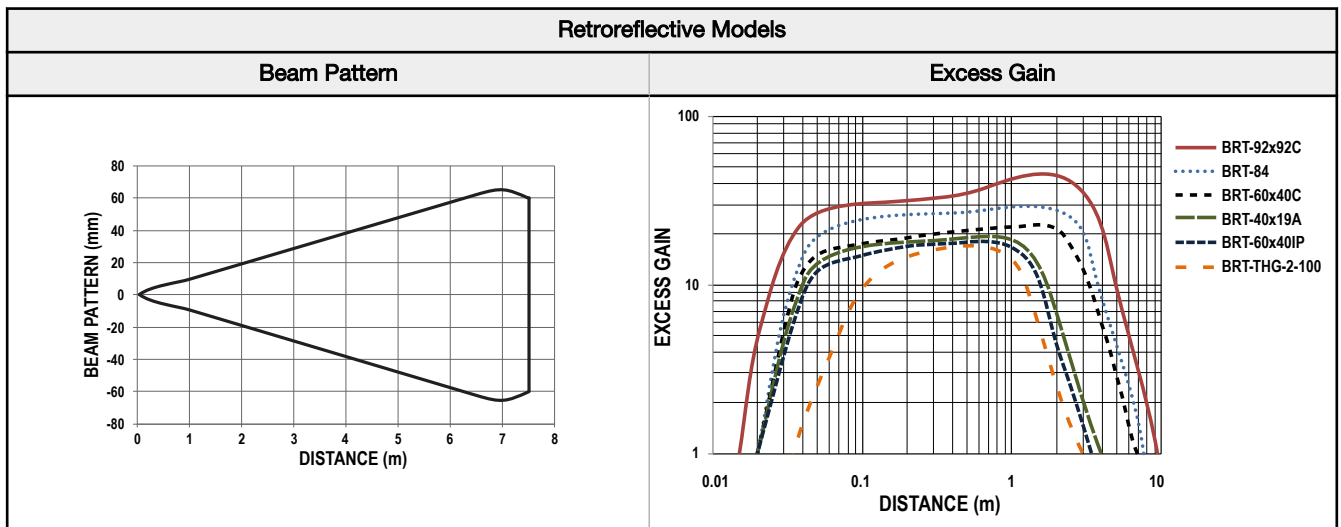 Retroreflective Models
Beam Pattern
Excess Gain
80
60
40
20
0
-20
-40
-60
-80
BEAM PATTERN (mm)
0 1 2 3 4 5 6 7 8
DISTANCE (m)
100
10
1
EXCESS GAIN
0.01 0.1 1 10
DISTANCE (m)
BRT-92x92C
BRT-84
BRT-60x40C
BRT-40x19A
BRT-60x40IP
BRT-THG-2-100